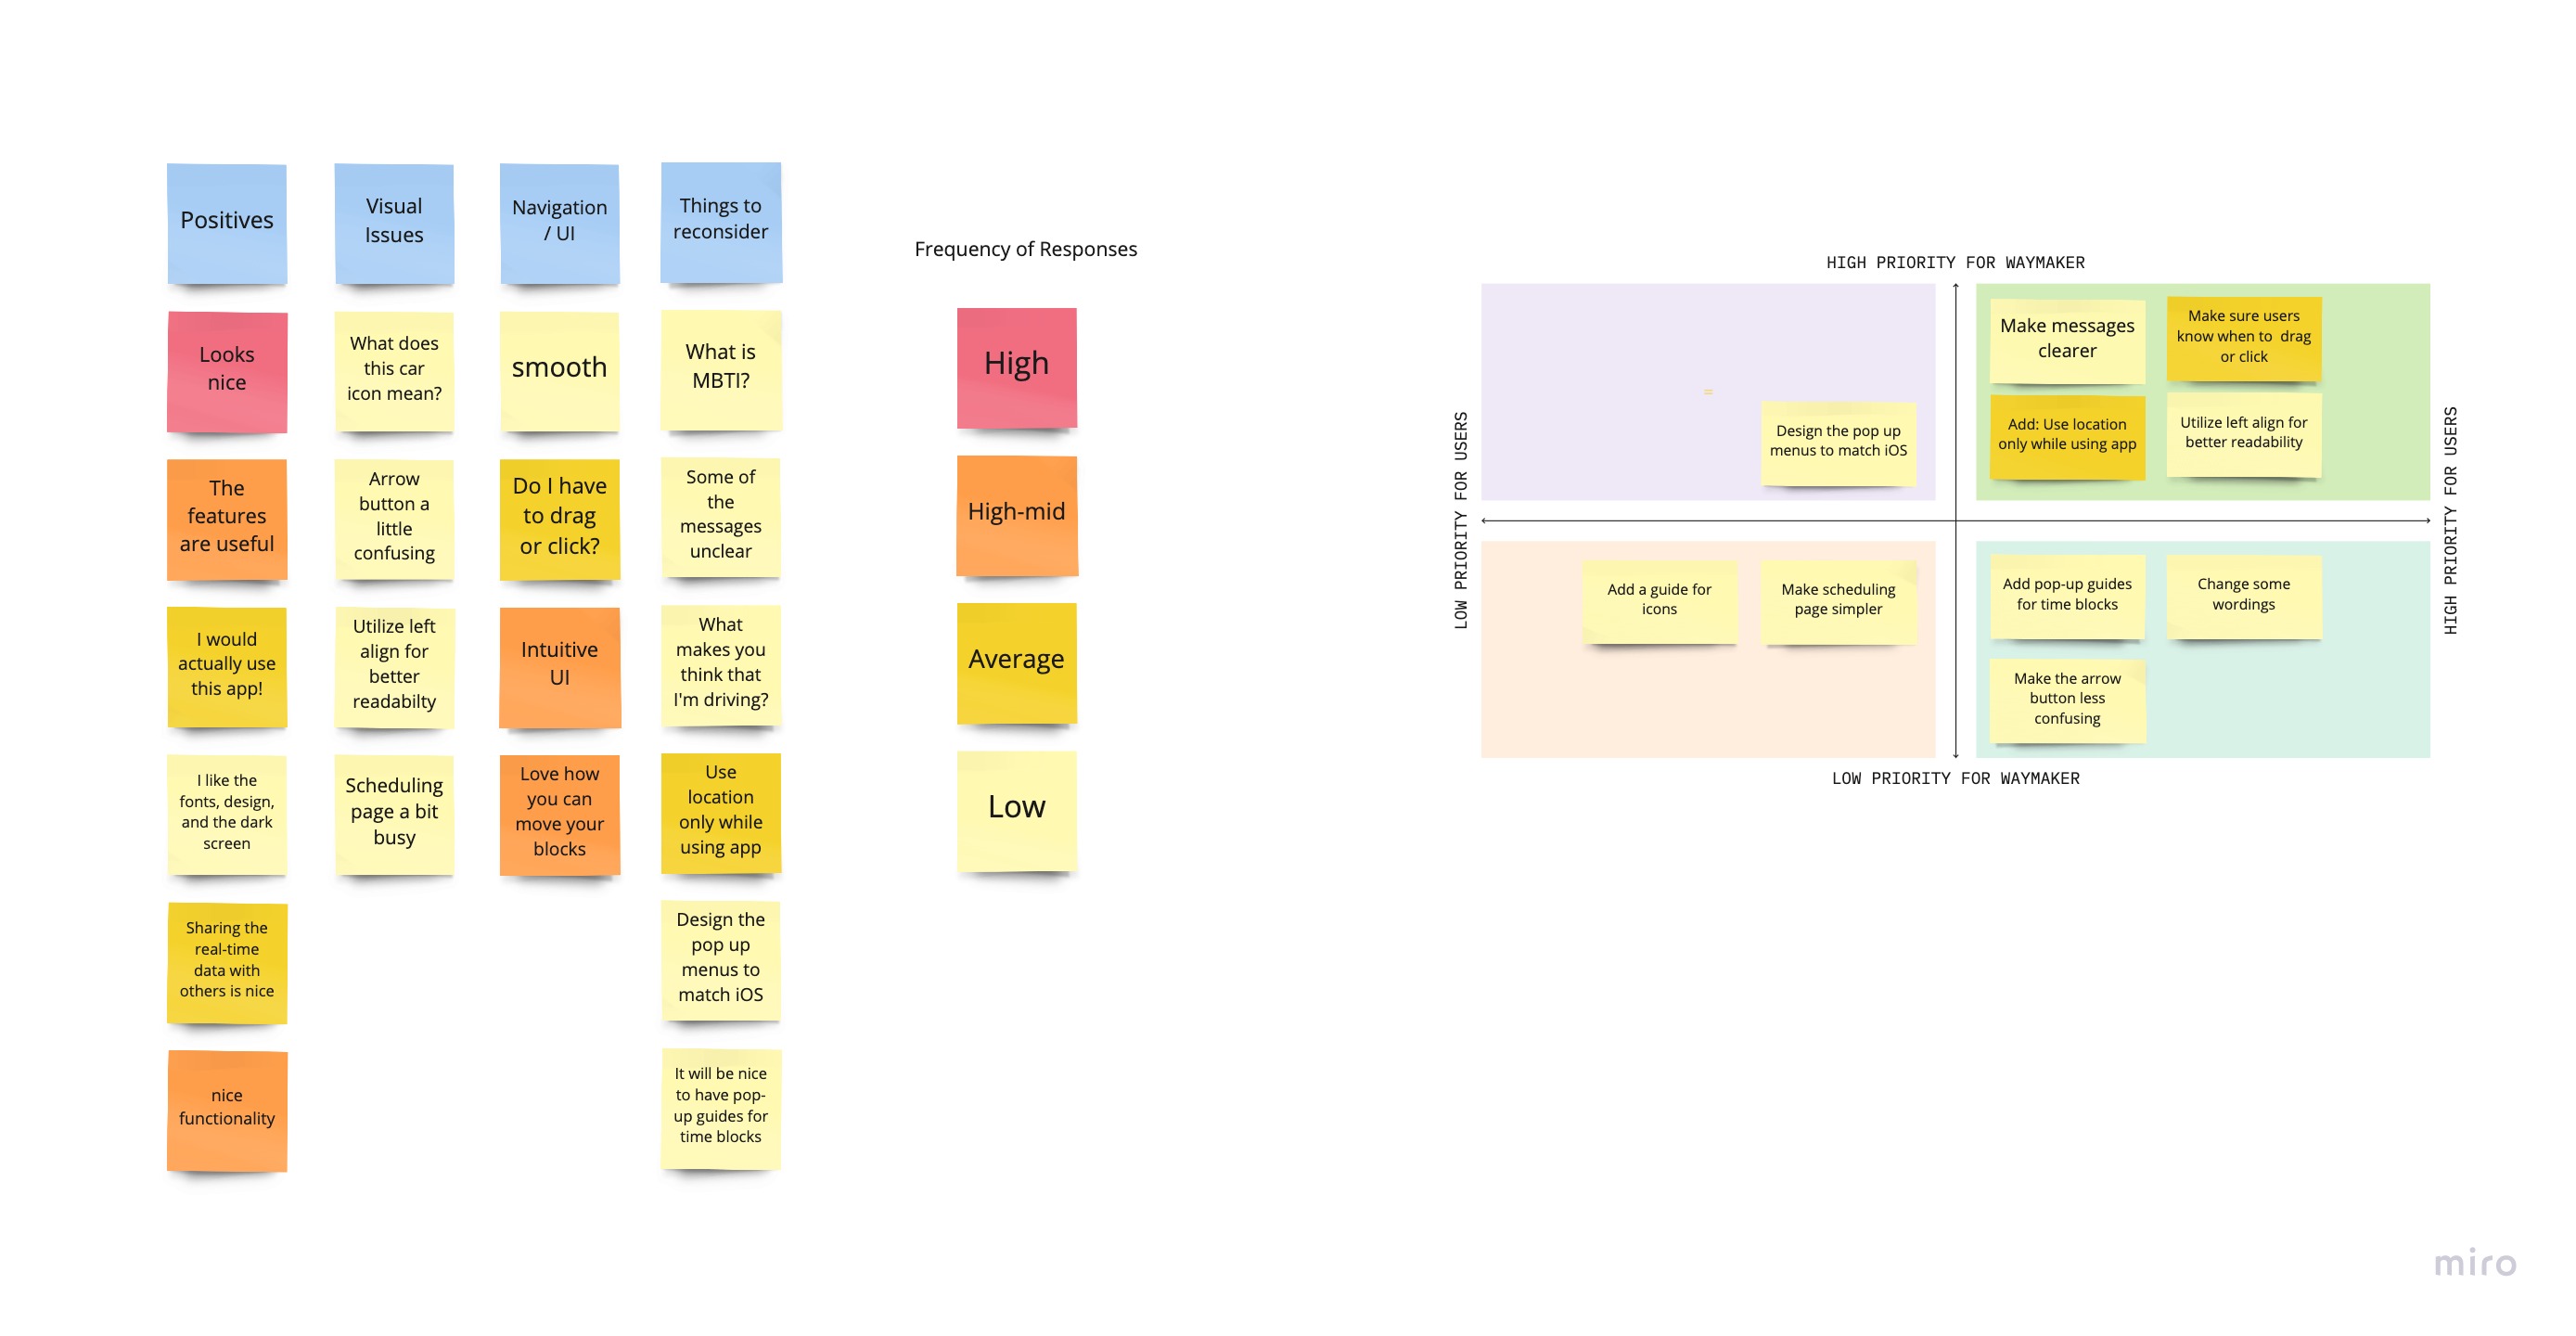 Positives
Looks
nice
The
features
are useful
I would
actually use
this app!
I like the
fonts, design,
and the dark
screen
Sharing the
real-time
data with
others is nice
nice
functionality
Visual
Issues
What does
this car
icon mean?
Arrow
button a
little
confusing
Utilize left
align for
better
readabilty
Scheduling
page a bit
busy
Navigation
/ UI
smooth
Do I have
to drag
or click?
Intuitive
UI
Love how
you can
move your
blocks
Things to
reconsider
What is
MBTI?
Some of
the
messages
unclear
What
makes you
think that
I'm driving?
Use
location
only while
using app
Design the
pop up
menus to
match iOS
It will be nice
to have pop-
up guides for
time blocks
Frequency of Responses
High
High-mid
Average
Low
HIGH PRIORITY FOR WAYMAKER
LOW PRIORITY FOR USERS
=
Design the pop up
menus to match iOS
Make messages
clearer
Make sure users
know when to drag
or click
Add: Use location
only while using app
Utilize left align for
better readability
HIGH PRIORITY FOR USERS
Add a guide for
icons
Make scheduling
page simpler
Add pop-up guides
for time blocks
Change some
wordings
Make the arrow
button less
confusing
LOW PRIORITY FOR WAYMAKER
miro